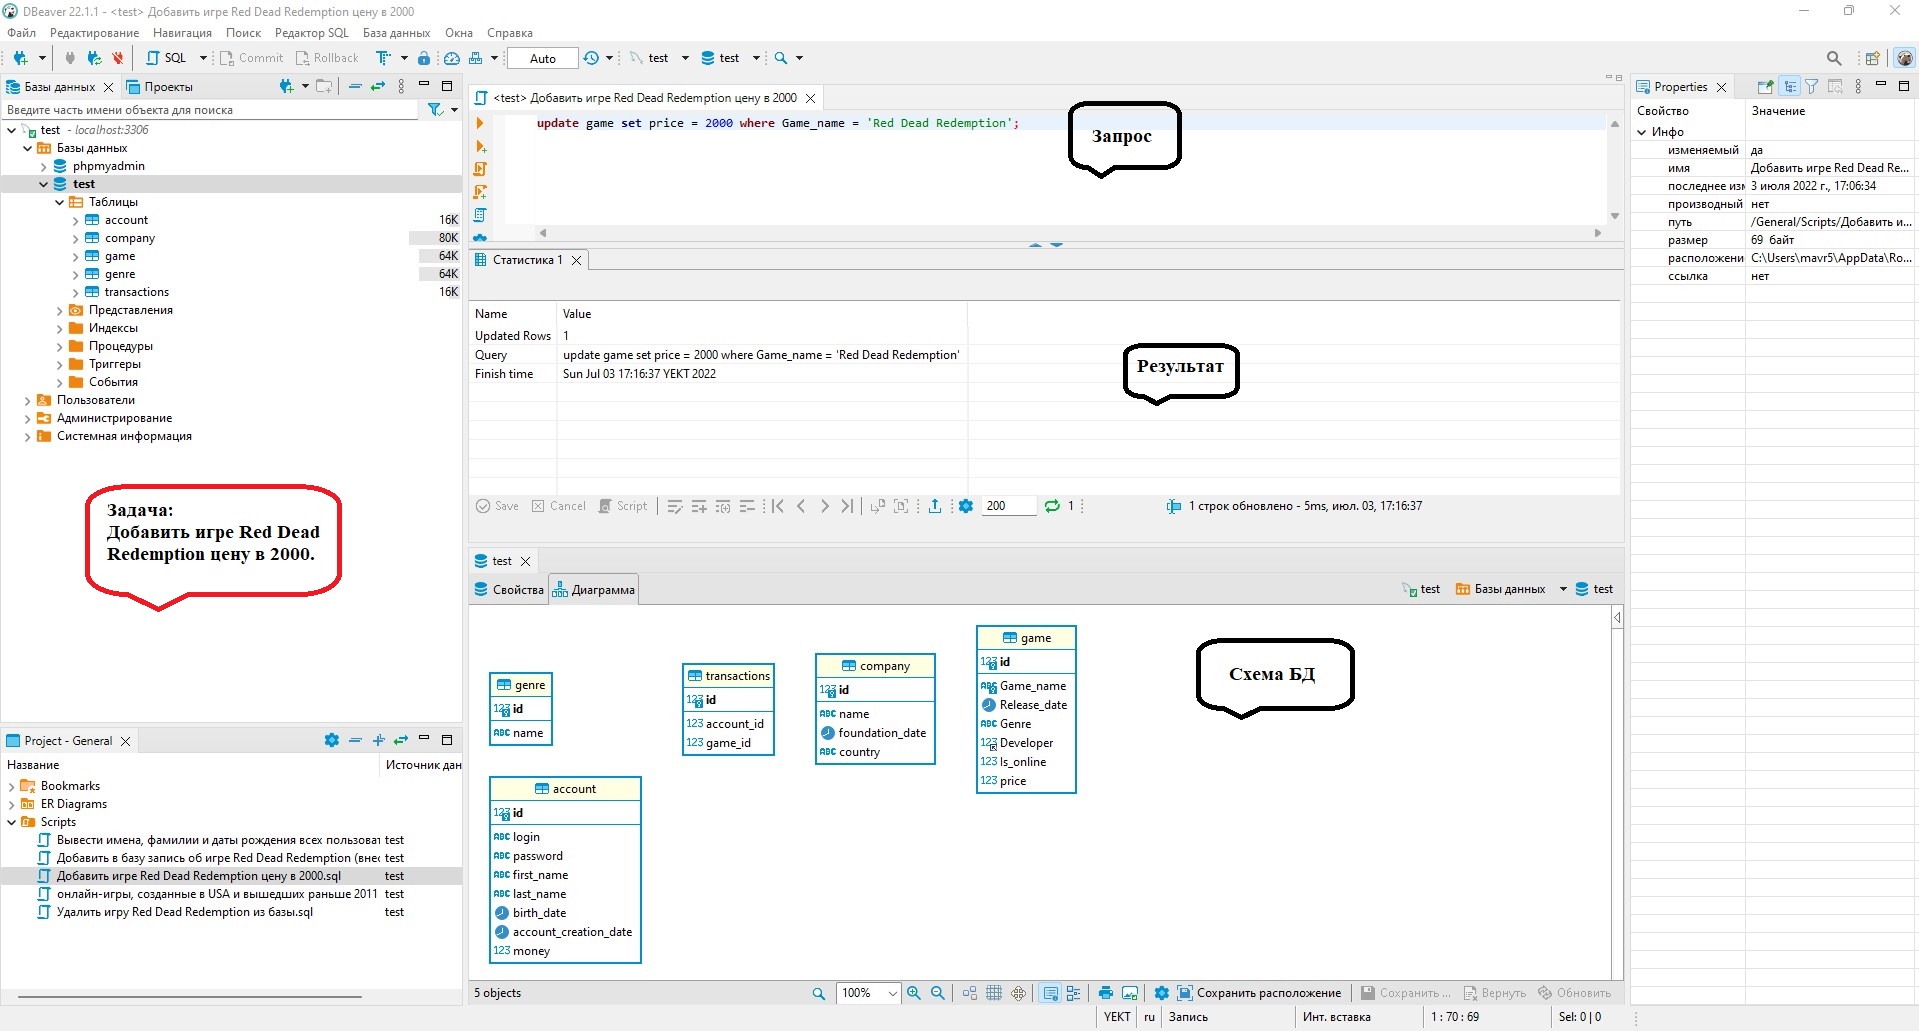 DBeaver 22.1.1 - <test> Добавить игре Red Dead Redemption цену в 2000
Файл Редактирование Навигация Поиск Редактор SQL База данных Окна Справка
SQL Commit Rollback Auto test test
Базы данных Проекты
Введите часть имени объекта для поиска
test - localhost:3306
Базы данных
phpmyadmin
test
Таблицы
account 16K
company 80K
game 64K
genre 64K
transactions 16K
Представления
Индексы
Процедуры
Триггеры
События
Пользователи
Администрирование
Системная информация
Задача:
Добавить игре Red Dead
Redemption цену в 2000.
Project - General
Название Источник дан
Bookmarks
ER Diagrams
Scripts
Вывести имена, фамилии и даты рождения всех пользоват test
Добавить в базу запись об игре Red Dead Redemption (внес test
Добавить игре Red Dead Redemption цену в 2000.sql test
онлайн-игры, созданные в USA и вышедших раньше 2011 test
Удалить игру Red Dead Redemption из базы.sql test
<test> Добавить игре Red Dead Redemption цену в 2000
update game set price = 2000 where Game_name = 'Red Dead Redemption';
Запрос
Статистика 1
Name Value
Updated Rows 1
Query update game set price = 2000 where Game_name = 'Red Dead Redemption'
Finish time Sun Jul 03 17:16:37 YEKT 2022
Результат
Save Cancel Script 200 1 1 строк обновлено - 5ms, июл. 03, 17:16:37
test
Свойства Диаграмма test Базы данных test
genre
id
name
transactions
id
account_id
game_id
company
id
name
foundation_date
country
game
id
Game_name
Release_date
Genre
Developer
Is_online
price
Схема БД
account
id
login
password
first_name
last_name
birth_date
account_creation_date
money
5 objects 100% Сохранить расположение Сохранить ... Вернуть Обновить
Properties
Свойство Значение
Инфо
изменяемый да
имя Добавить игре Red Dead Re...
последнее изм 3 июля 2022 г., 17:06:34
производный нет
путь /General/Scripts/Добавить и...
размер 69 байт
расположени C:\Users\mavr5\AppData\Ro...
ссылка нет
YEKT ru Запись Инт. вставка 1 : 70 : 69 Sel: 0 | 0